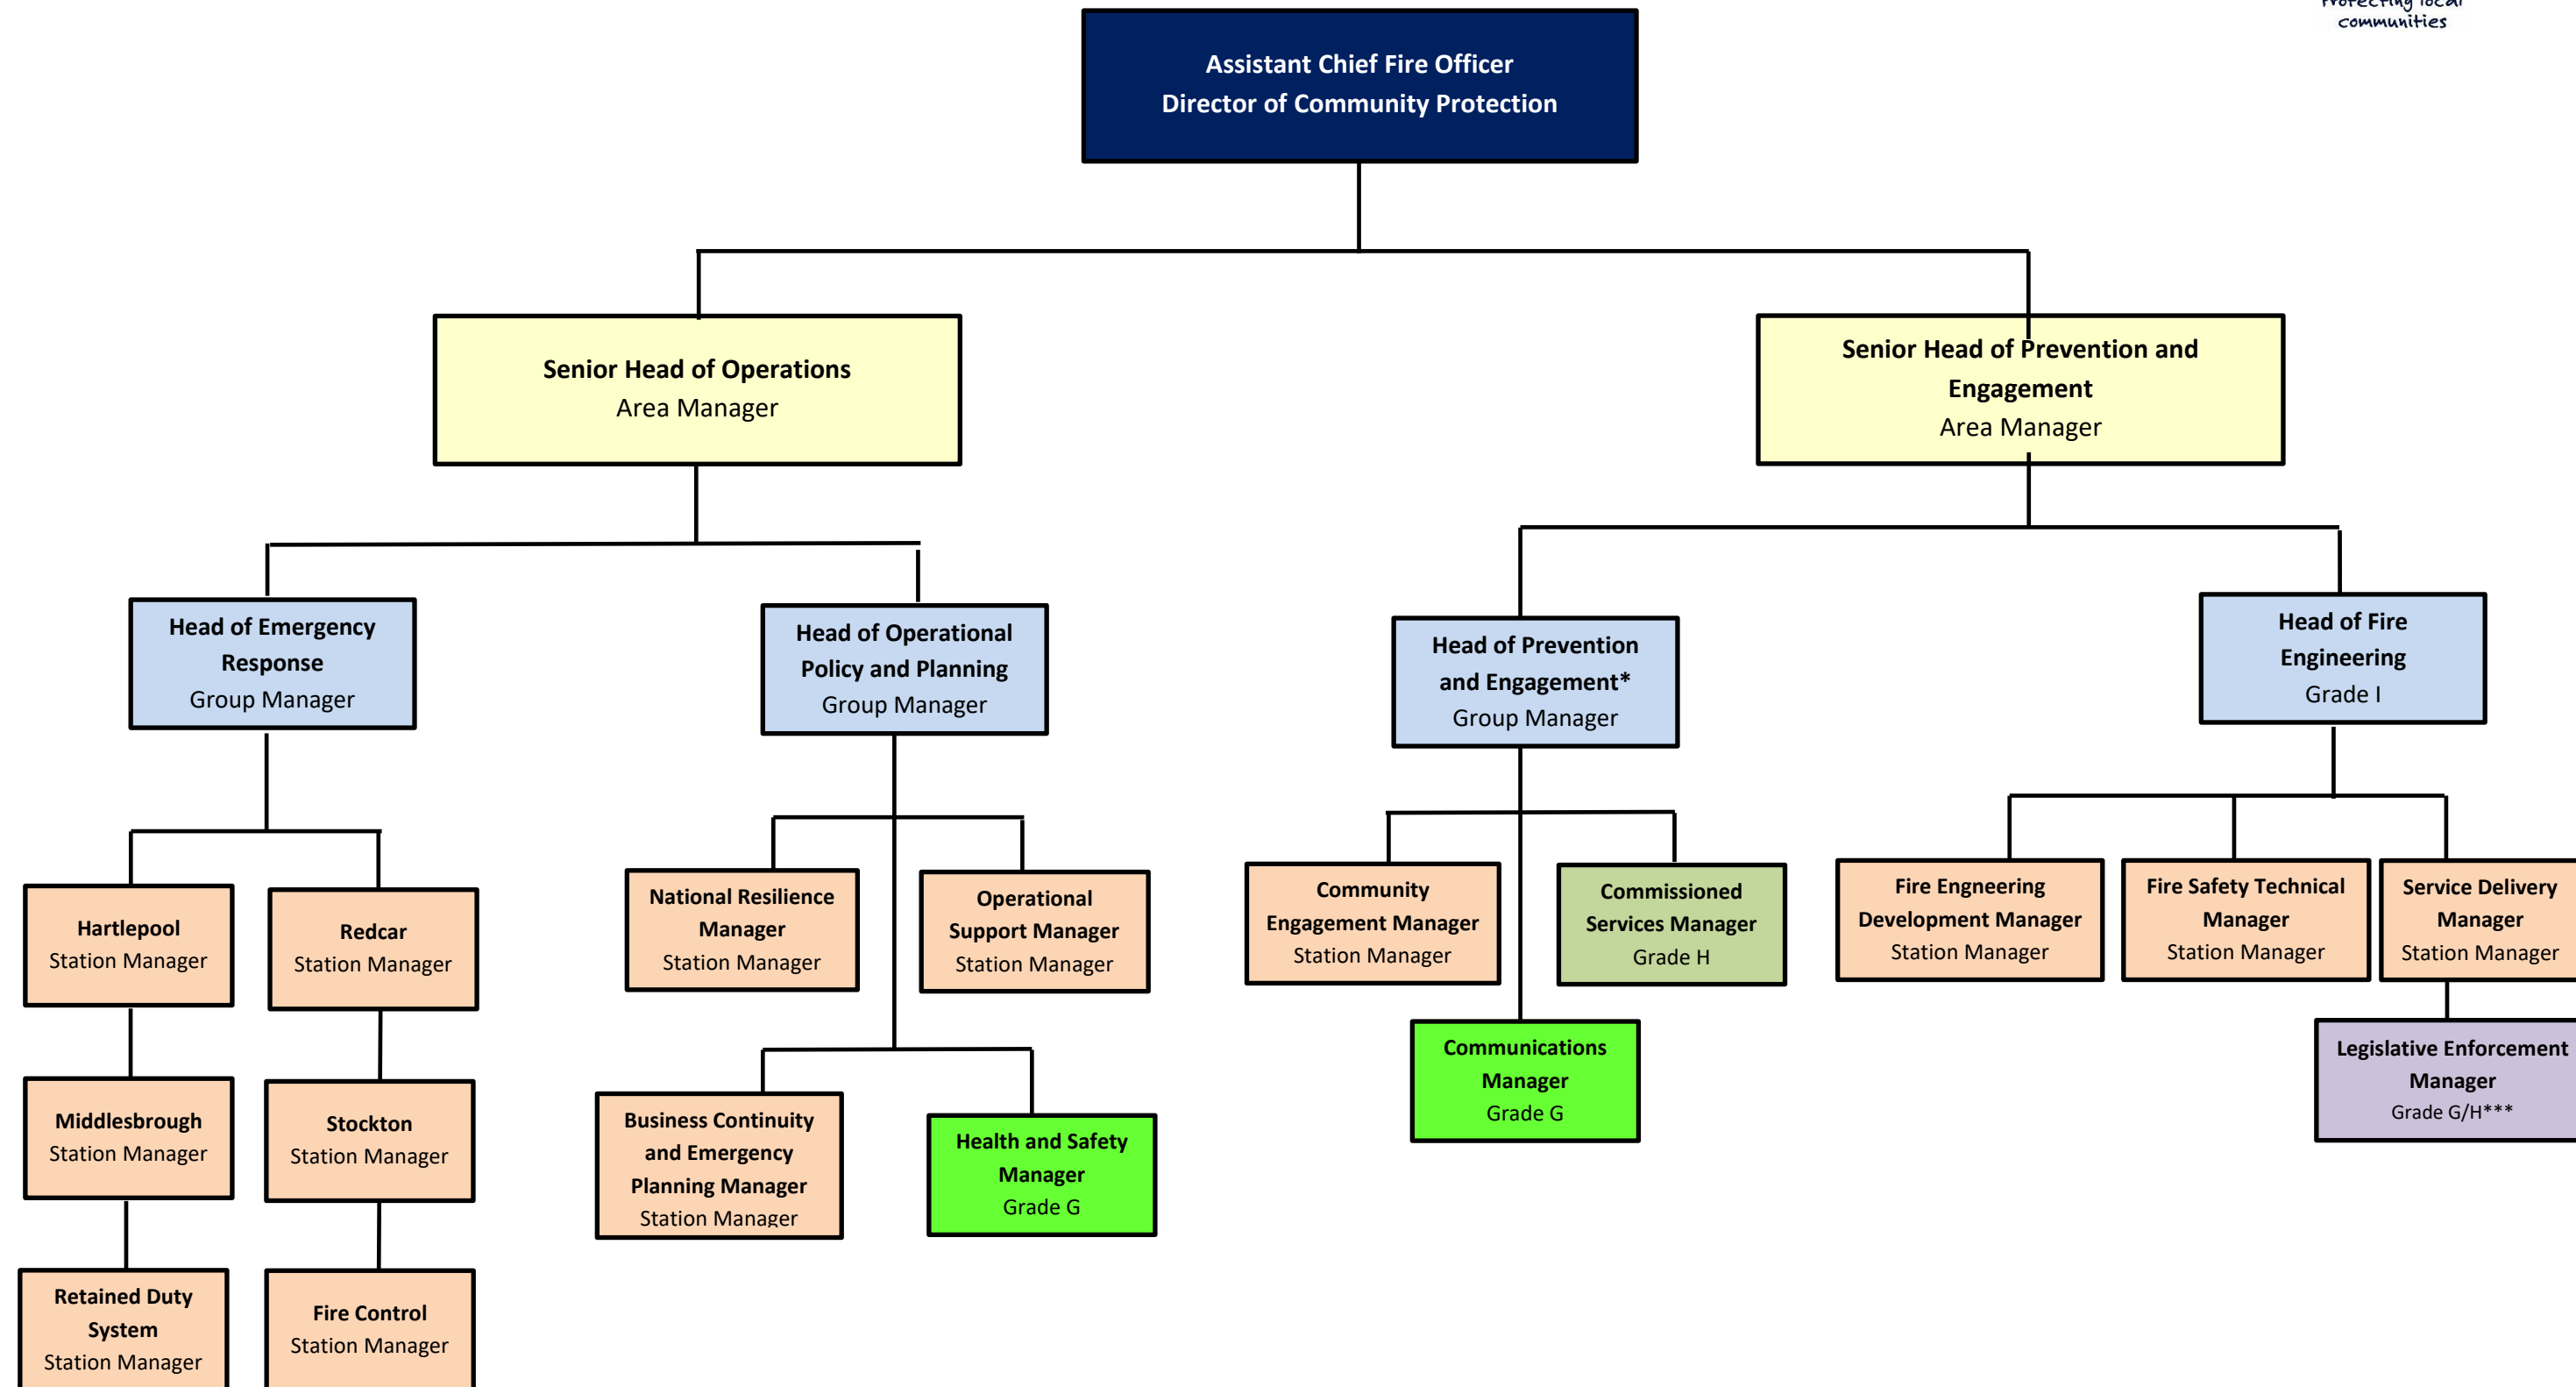 Protecting local
communities
Assistant Chief Fire Officer
Director of Community Protection
Senior Head of Operations
Area Manager
Senior Head of Prevention and
Engagement
Area Manager
Head of Emergency
Response
Group Manager
Head of Operational
Policy and Planning
Group Manager
Head of Prevention
and Engagement*
Group Manager
Head of Fire
Engineering
Grade I
Hartlepool
Station Manager
Redcar
Station Manager
National Resilience
Manager
Station Manager
Operational
Support Manager
Station Manager
Community
Engagement Manager
Station Manager
Commissioned
Services Manager
Grade H
Fire Engneering
Development Manager
Station Manager
Fire Safety Technical
Manager
Station Manager
Service Delivery
Manager
Station Manager
Middlesbrough
Station Manager
Stockton
Station Manager
Business Continuity
and Emergency
Planning Manager
Station Manager
Health and Safety
Manager
Grade G
Communications
Manager
Grade G
Legislative Enforcement
Manager
Grade G/H***
Retained Duty
System
Station Manager
Fire Control
Station Manager